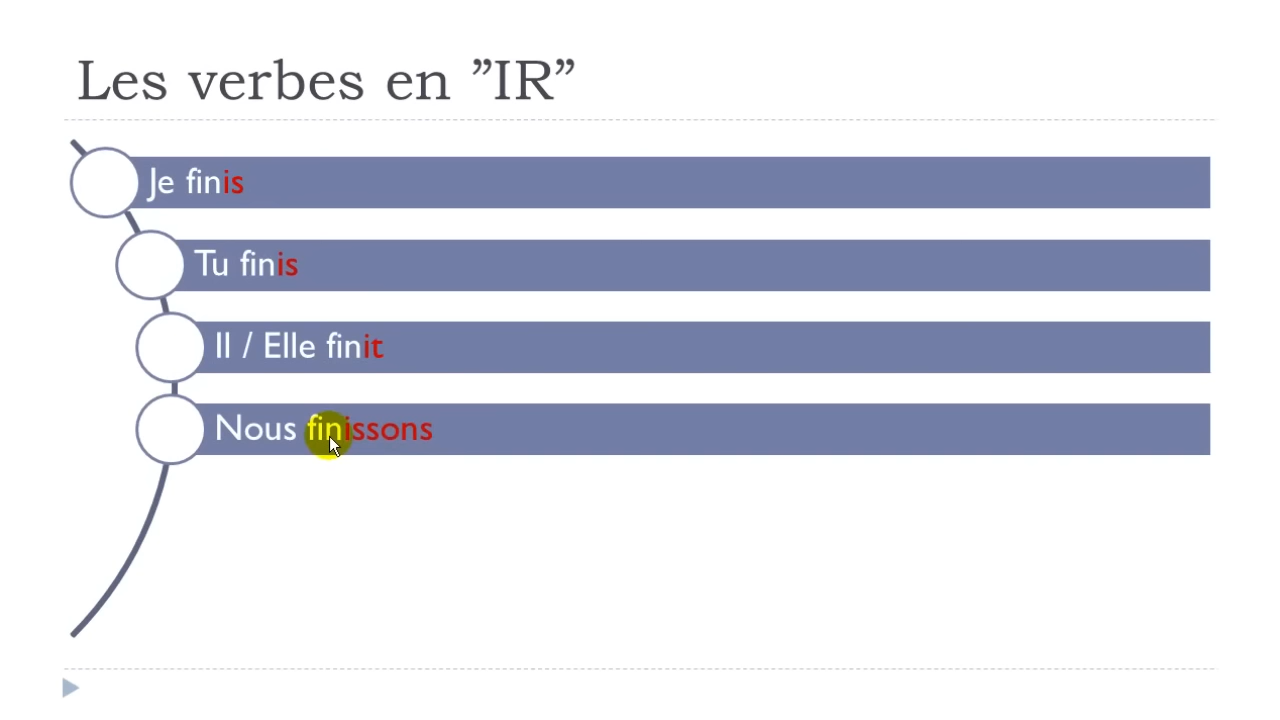 Les verbes en ”IR”
Je finis
Tu finis
Il / Elle finit
Nous finissons